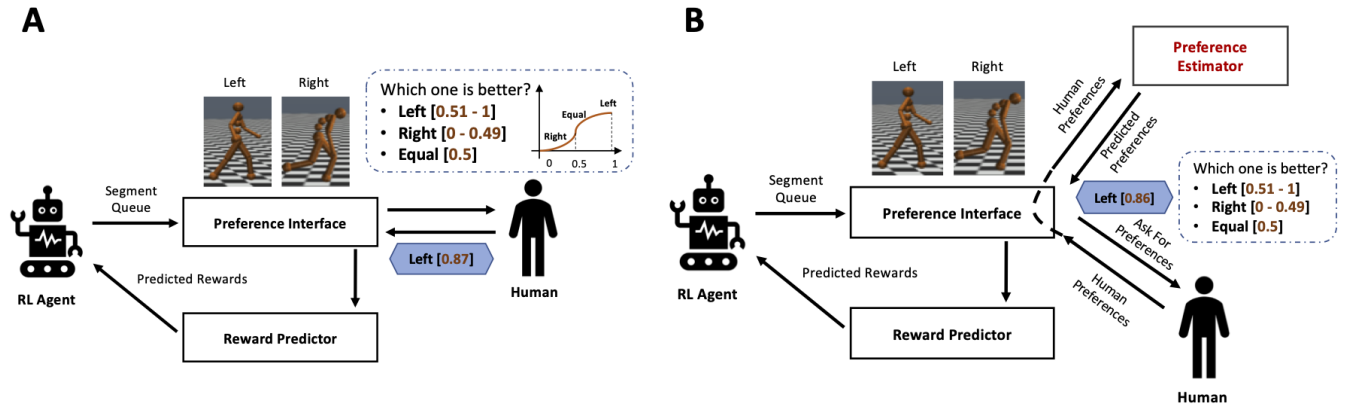 A
Left
Right
Which one is better?
• Left [0.51 - 1]
• Right [0 - 0.49]
• Equal [0.5]
Left
Equal
Right
0
0.5
1
Segment
Queue
Preference Interface
Left [0.87]
RL Agent
Predicted Rewards
Human
Reward Predictor
B
Preference
Estimator
Left
Right
Human
Preferences
Predicted
Preferences
Which one is better?
• Left [0.51 - 1]
• Right [0 - 0.49]
• Equal [0.5]
Left [0.86]
Segment
Queue
Preference Interface
Ask For
Preferences
Human
Preferences
RL Agent
Predicted Rewards
Reward Predictor
Human